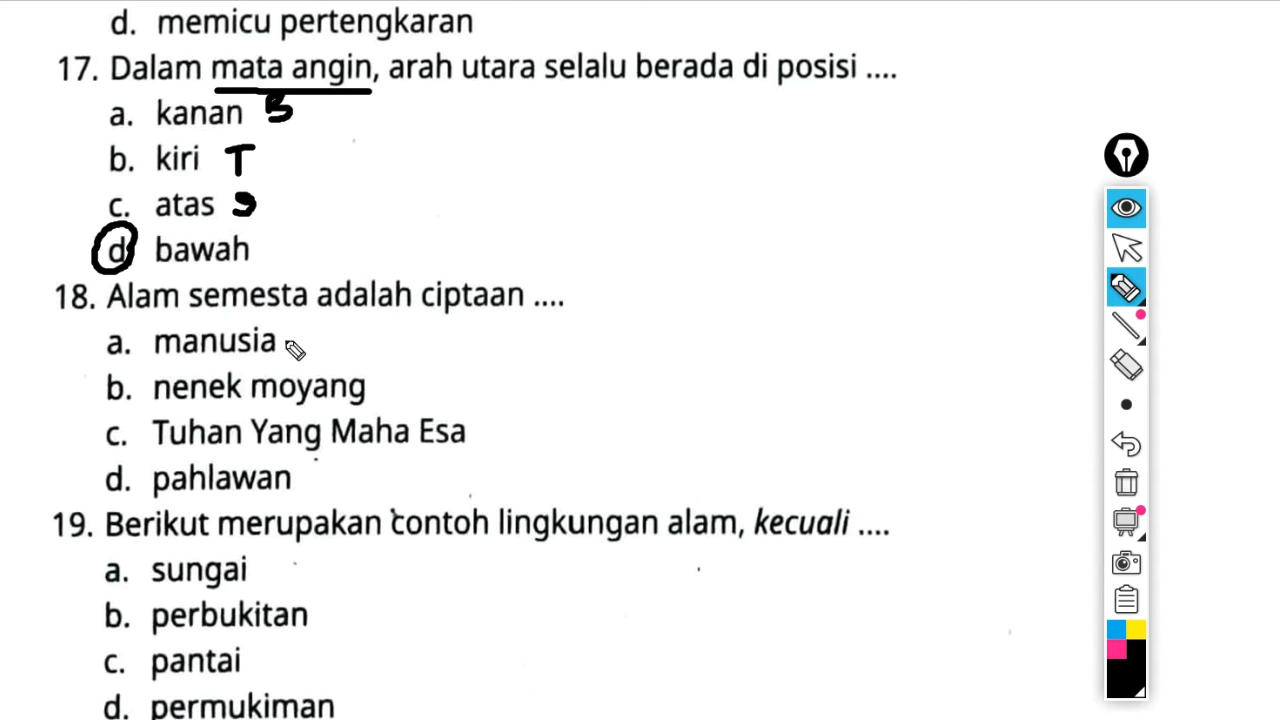 d. memicu pertengkaran
17. Dalam mata angin, arah utara selalu berada di posisi ....
a. kanan B
b. kiri T
c. atas S
d bawah
18. Alam semesta adalah ciptaan ....
a. manusia
b. nenek moyang
c. Tuhan Yang Maha Esa
d. pahlawan
19. Berikut merupakan contoh lingkungan alam, kecuali ....
a. sungai
b. perbukitan
c. pantai
d. permukiman